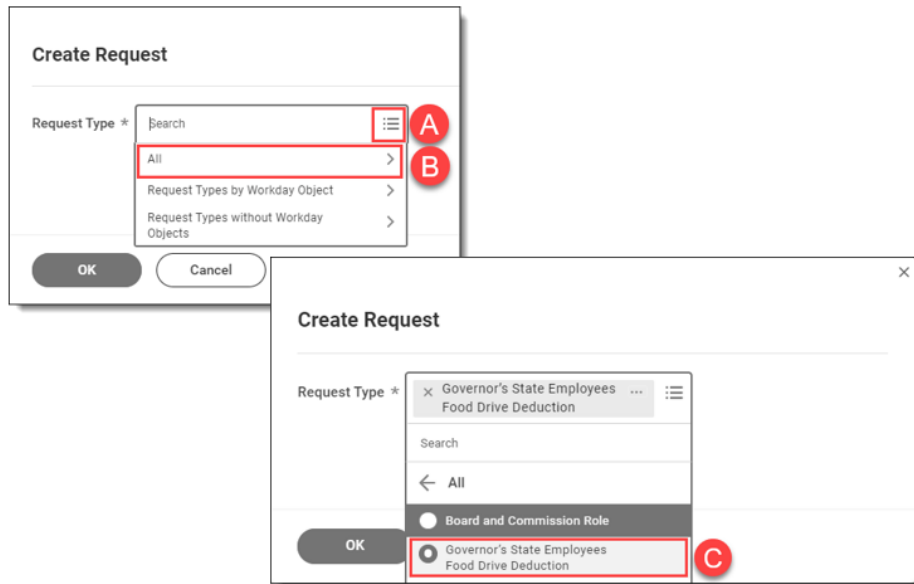 Create Request
Request Type *
Search
A
All
B
Request Types by Workday Object
Request Types without Workday
Objects
OK
Cancel
Create Request
Request Type *
× Governor's State Employees ...
Food Drive Deduction
Search
← All
Board and Commission Role
Governor's State Employees
Food Drive Deduction
C
OK